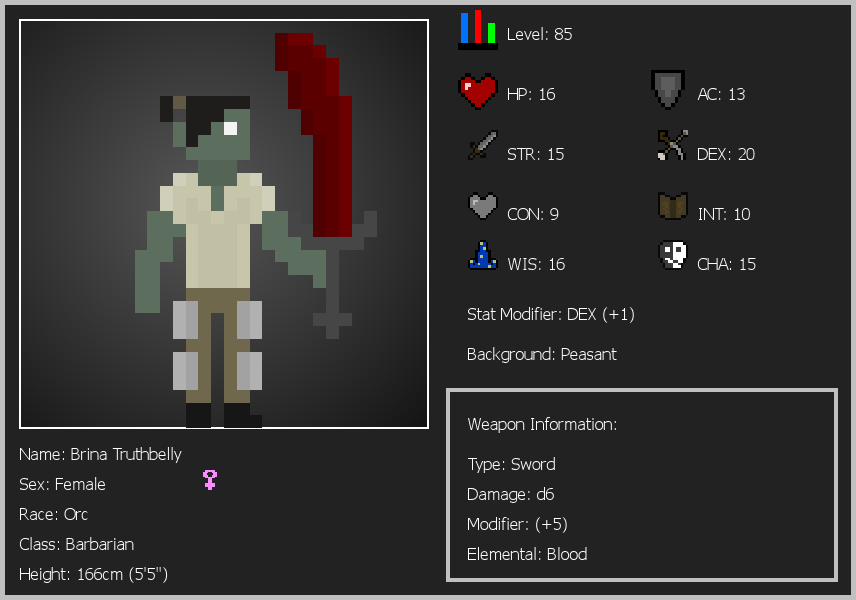 Level: 85
HP: 16
AC: 13
STR: 15
DEX: 20
CON: 9
INT: 10
WIS: 16
CHA: 15
Stat Modifier: DEX (+1)
Background: Peasant
Weapon Information:
Type: Sword
Damage: d6
Modifier: (+5)
Elemental: Blood
Name: Brina Truthbelly
Sex: Female
Race: Orc
Class: Barbarian
Height: 166cm (5'5")